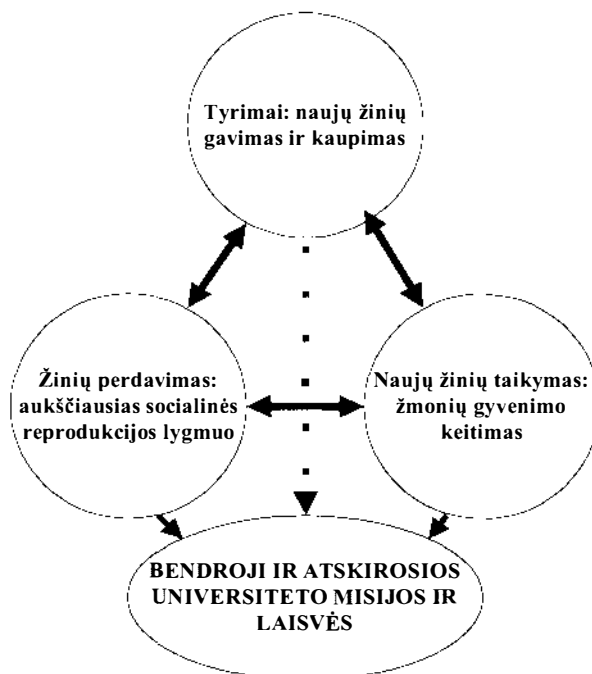 Tyrimai: naujų žinių
gavimas ir kaupimas
Žinių perdavimas:
aukščiausias socialinės
reprodukcijos lygmuo
Naujų žinių taikymas:
žmonių gyvenimo
keitimas
BENDROJI IR ATSKIROSIOS
UNIVERSITETO MISIJOS IR
LAISVĖS